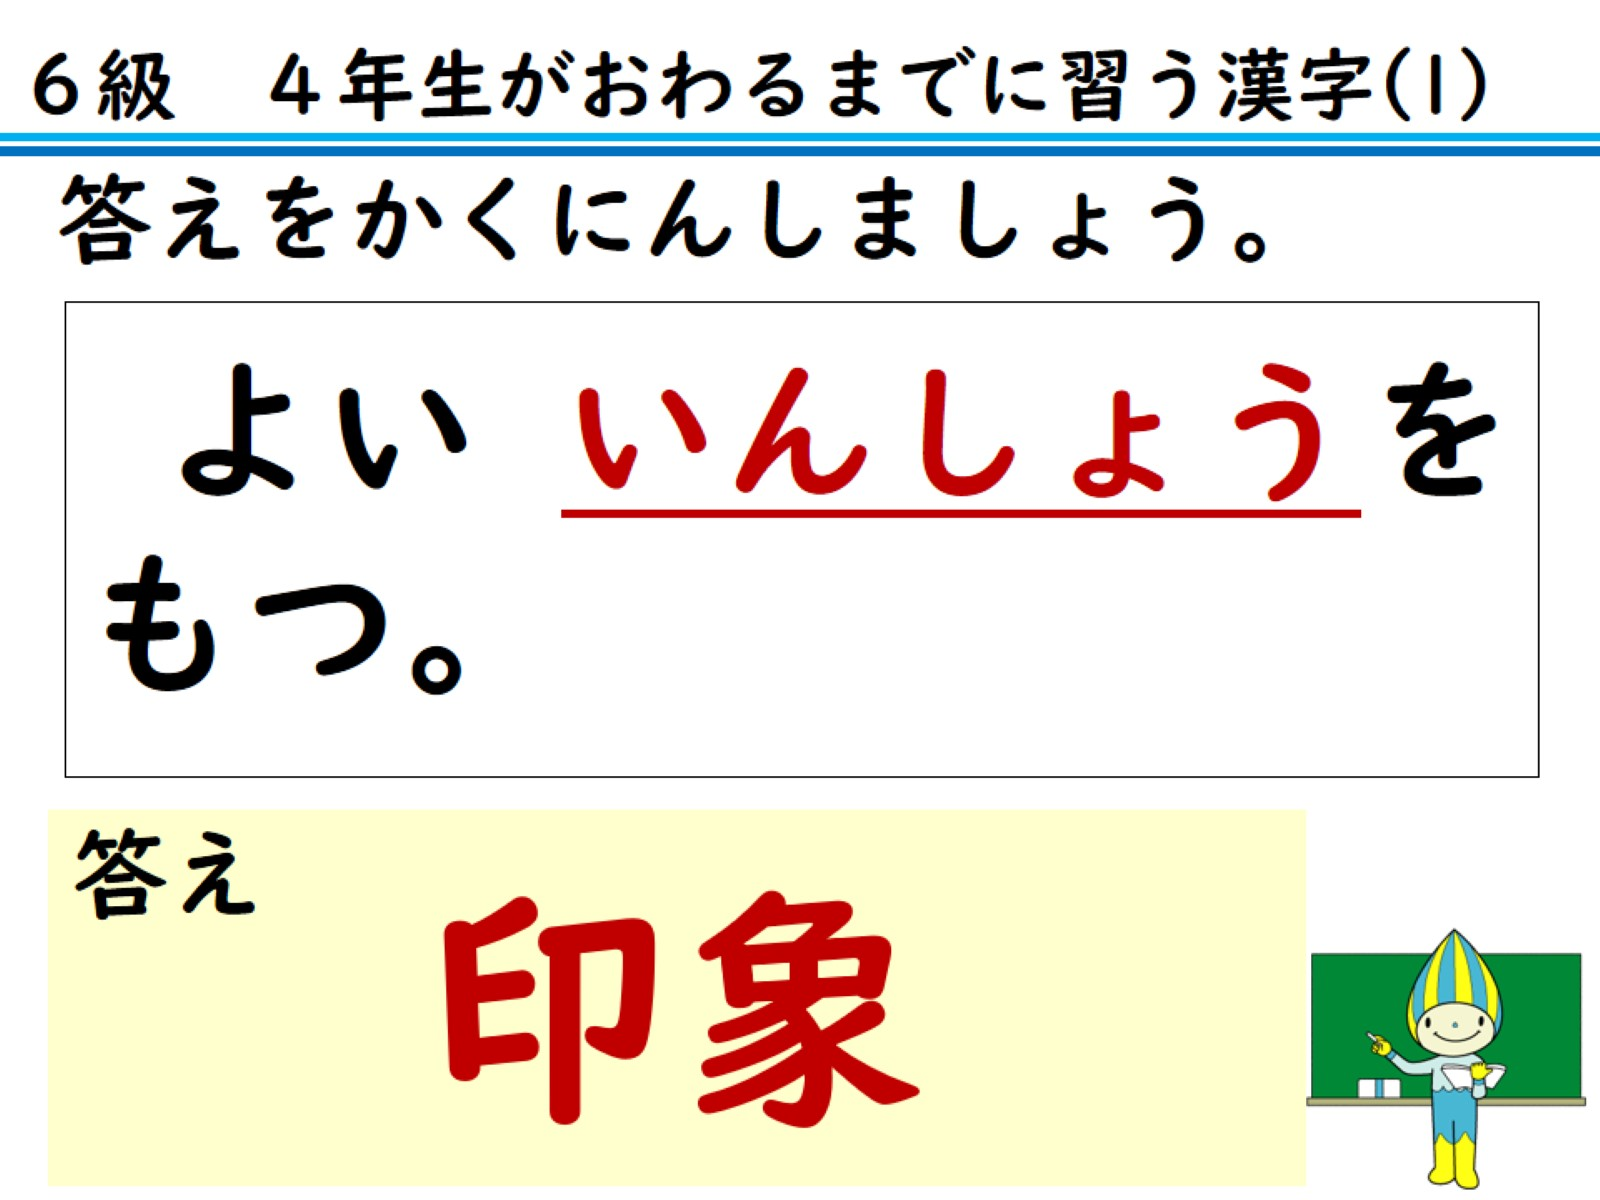 ６級　４年生がおわるまでに習う漢字(1)
答えをかくにんしましょう。
よい いんしょうを
もつ。
答え
印象